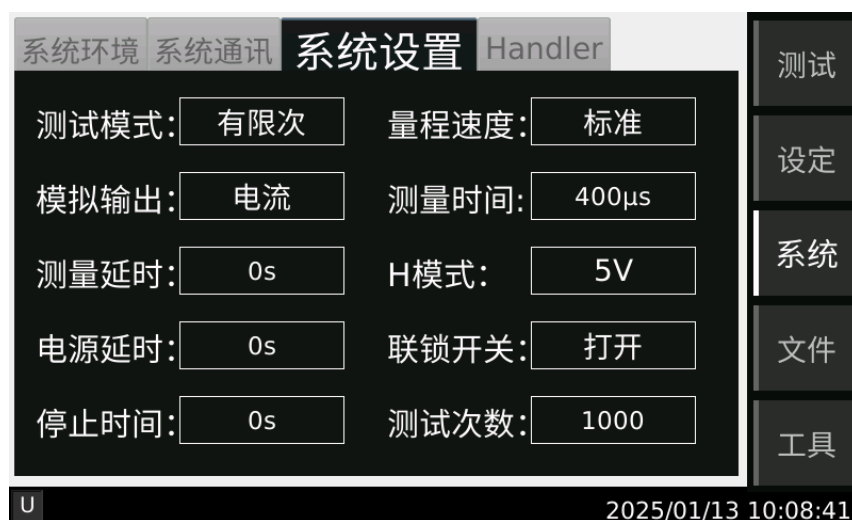 系统环境 系统通讯 系统设置 Handler
测试模式： 有限次 量程速度： 标准
模拟输出： 电流 测量时间: 400μs
测量延时： 0s H模式： 5V
电源延时： 0s 联锁开关： 打开
停止时间： 0s 测试次数： 1000
测试
设定
系统
文件
工具
U 2025/01/13 10:08:41